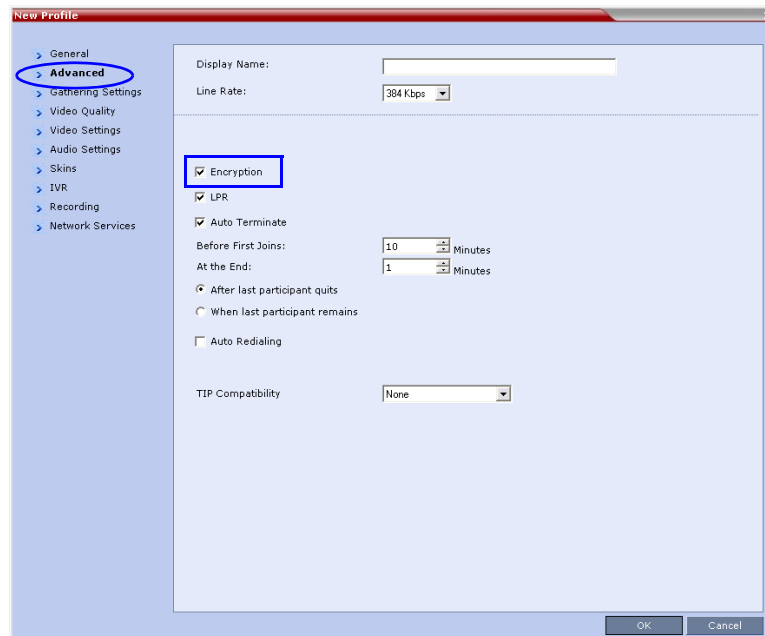 New Profile
General
Advanced
Gathering Settings
Video Quality
Video Settings
Audio Settings
Skins
IVR
Recording
Network Services
Display Name:
Line Rate: 384 Kbps
Encryption
LPR
Auto Terminate
Before First Joins: 10 Minutes
At the End: 1 Minutes
After last participant quits
When last participant remains
Auto Redialing
TIP Compatibility None
OK Cancel